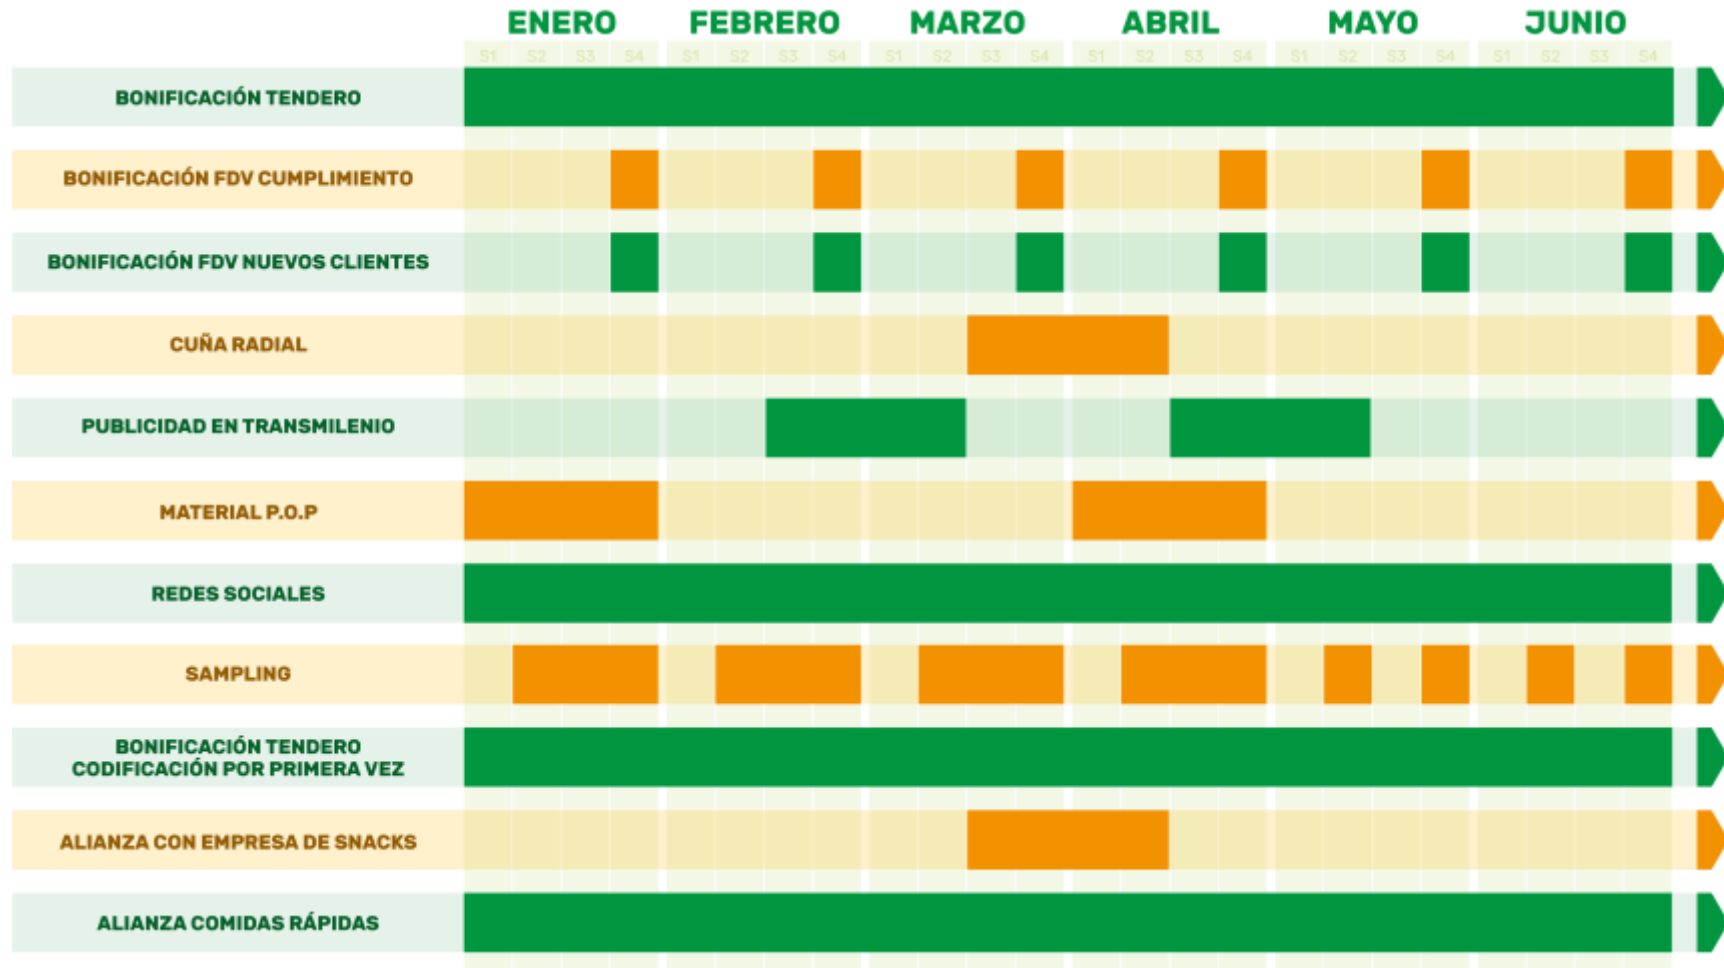 ENERO FEBRERO MARZO ABRIL MAYO JUNIO
S1 S2 S3 S4 S1 S2 S3 S4 S1 S2 S3 S4 S1 S2 S3 S4 S1 S2 S3 S4 S1 S2 S3 S4
BONIFICACIÓN TENDERO
BONIFICACIÓN FDV CUMPLIMIENTO
BONIFICACIÓN FDV NUEVOS CLIENTES
CUÑA RADIAL
PUBLICIDAD EN TRANSMILENIO
MATERIAL P.O.P
REDES SOCIALES
SAMPLING
BONIFICACIÓN TENDERO
CODIFICACIÓN POR PRIMERA VEZ
ALIANZA CON EMPRESA DE SNACKS
ALIANZA COMIDAS RÁPIDAS